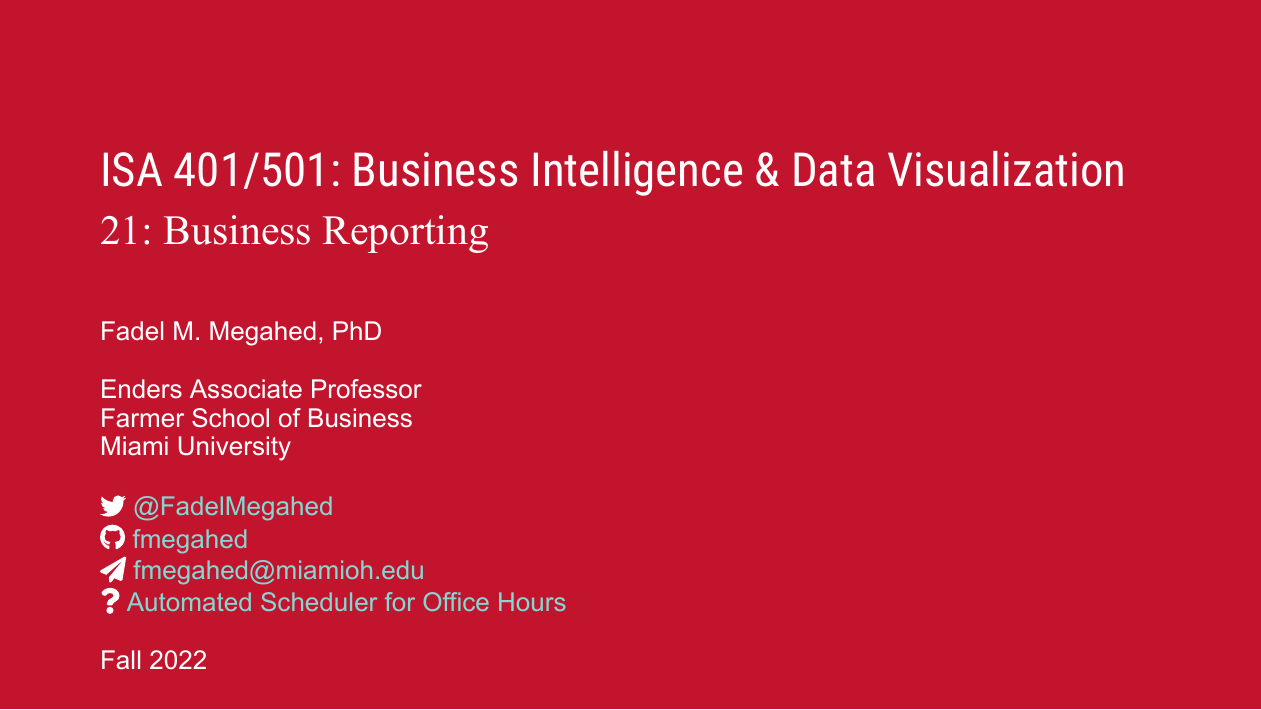 ISA 401/501: Business Intelligence & Data Visualization
21: Business Reporting
Fadel M. Megahed, PhD
Enders Associate Professor
Farmer School of Business
Miami University
@FadelMegahed
fmegahed
fmegahed@miamioh.edu
? Automated Scheduler for Office Hours
Fall 2022